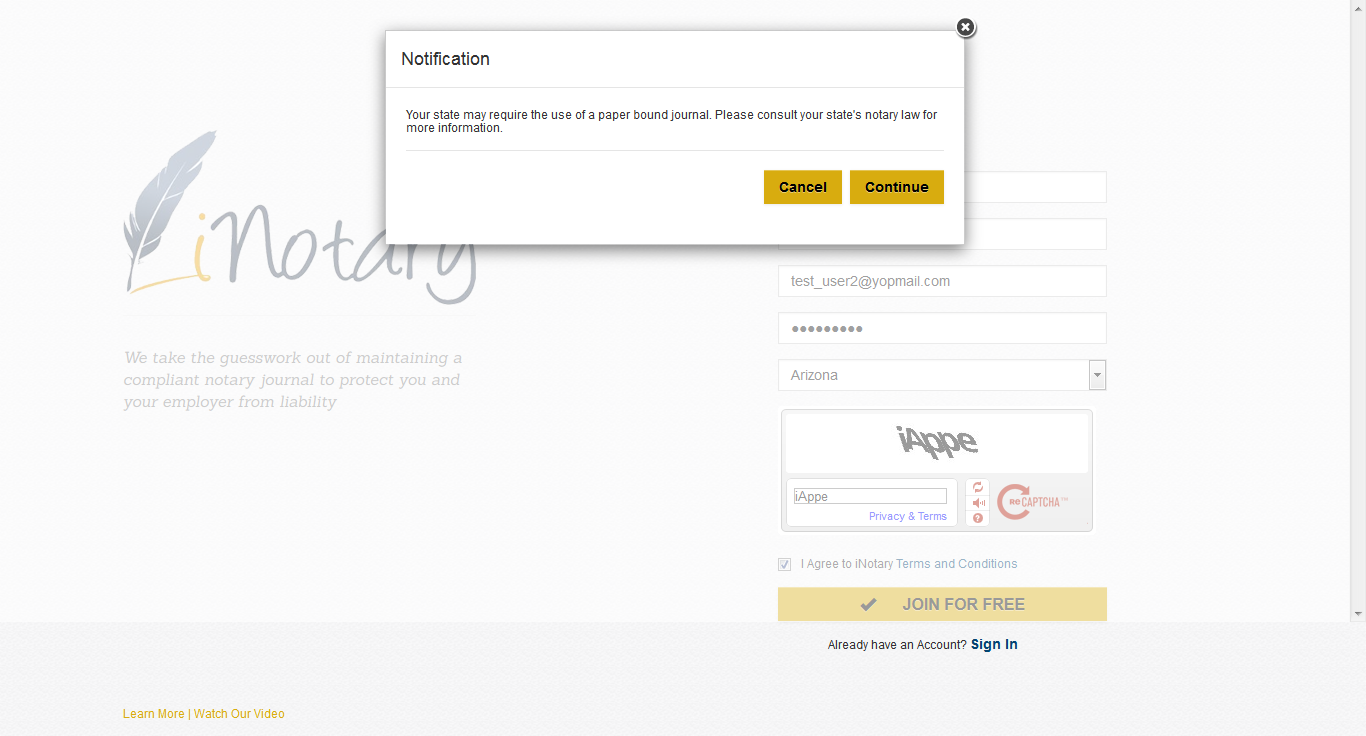 Notification
Your state may require the use of a paper bound journal. Please consult your state's notary law for
more information.
Cancel
Continue
iNotary
We take the guesswork out of maintaining a
compliant notary journal to protect you and
your employer from liability
test_user2@yopmail.com
●●●●●●●●●
Arizona
iAppe
iAppe
Privacy & Terms
reCAPTCHA™
I Agree to iNotary Terms and Conditions
JOIN FOR FREE
Already have an Account? Sign In
Learn More | Watch Our Video